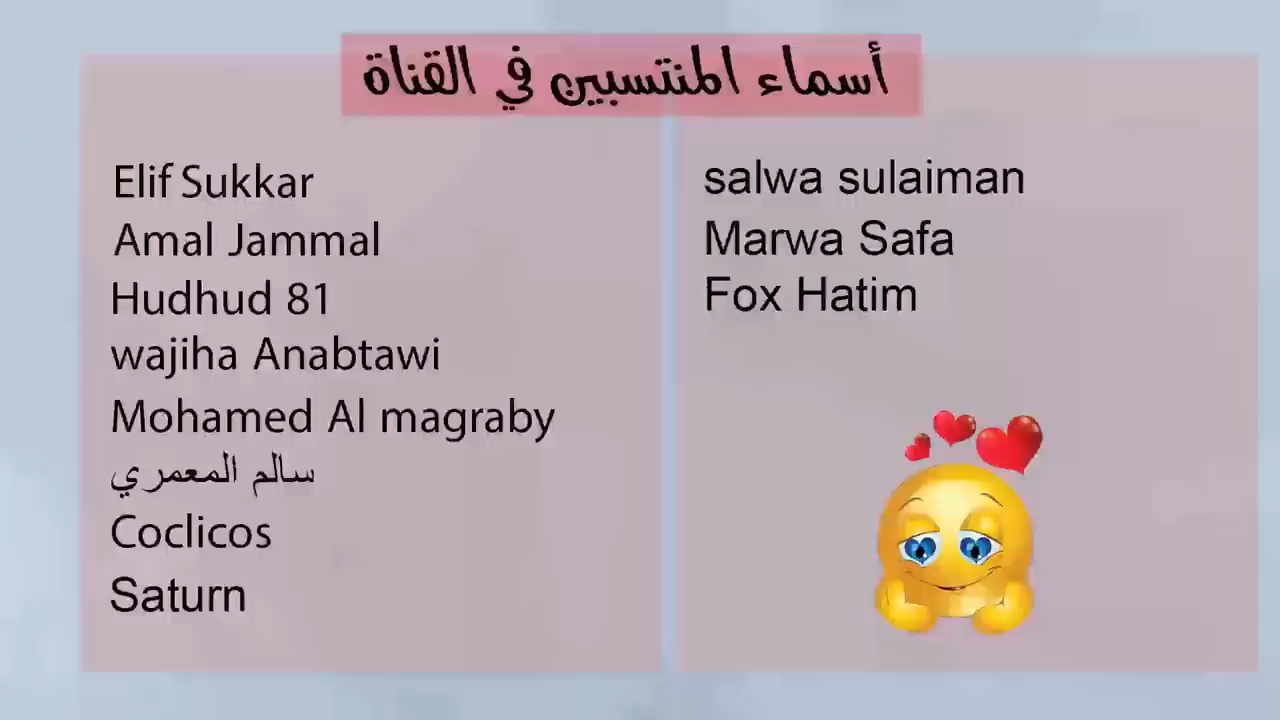 أسماء المنتسبين في القناة
Elif Sukkar
Amal Jammal
Hudhud 81
wajiha Anabtawi
Mohamed Al magraby
سالم المعمري
Coclicos
Saturn
salwa sulaiman
Marwa Safa
Fox Hatim